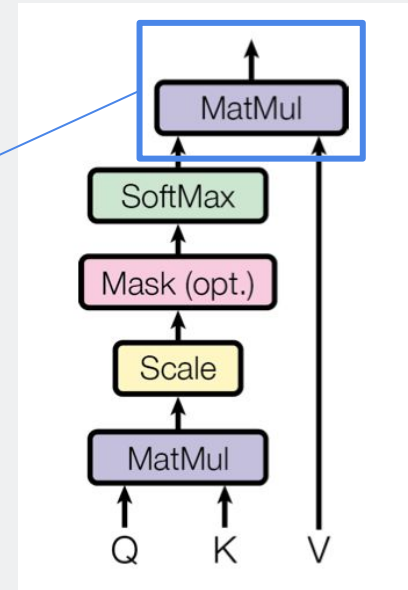 MatMul
SoftMax
Mask (opt.)
Scale
MatMul
Q K V